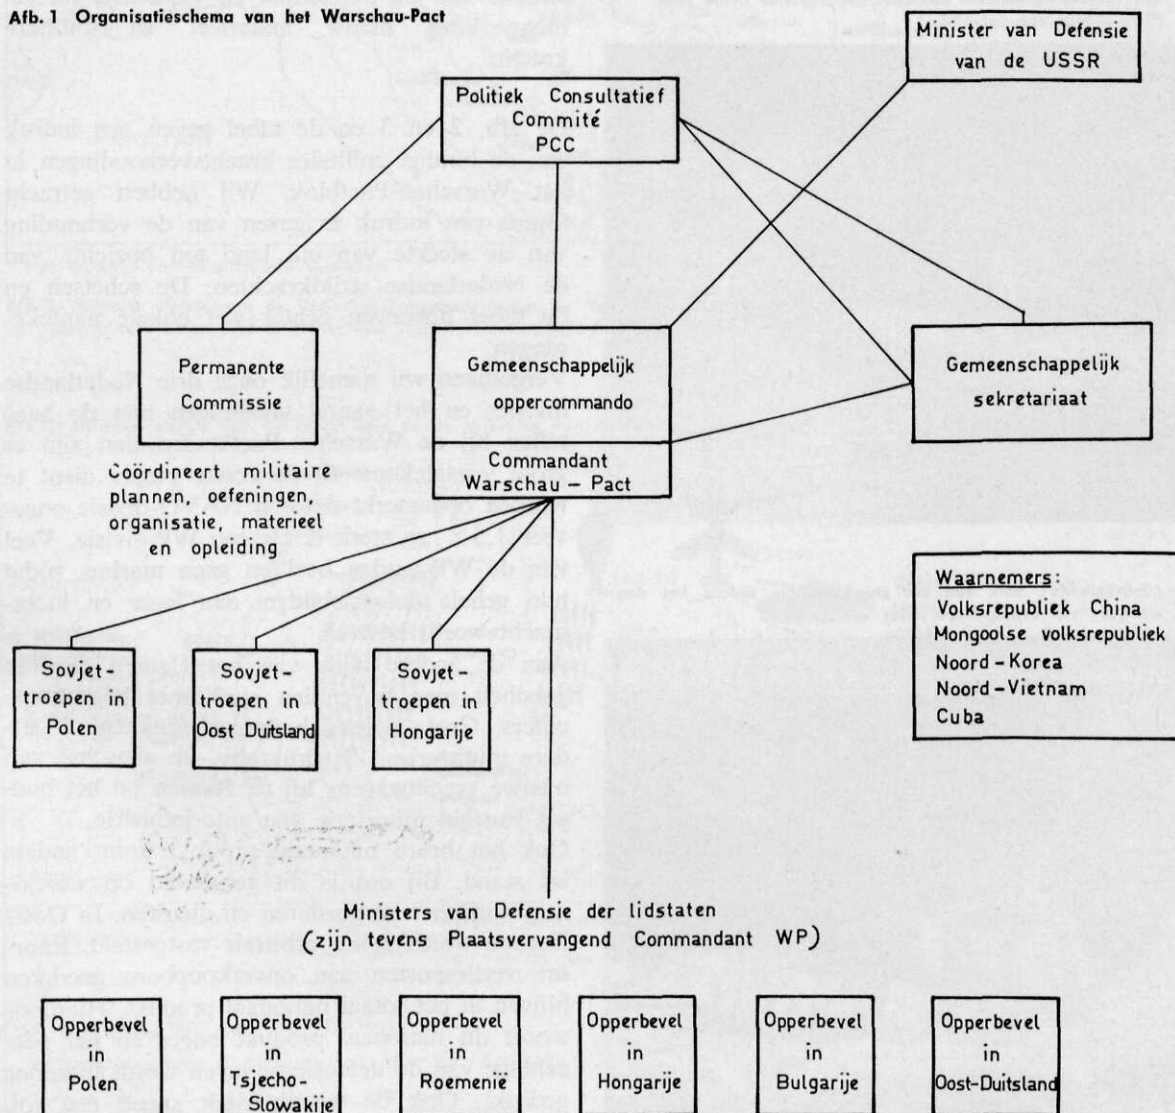 Afb. 1 Organisatieschema van het Warschau-Pact
Minister van Defensie
van de USSR
Politiek Consultatief
Commité
PCC
Permanente
Commissie
Gemeenschappelijk
oppercommando
Gemeenschappelijk
sekretariaat
Commandant
Warschau - Pact
Coördineert militaire
plannen, oefeningen,
organisatie, materieel
en opleiding
Waarnemers:
Volksrepubliek China
Mongoolse volksrepubliek
Noord-Korea
Noord-Vietnam
Cuba
Sovjet-
troepen in
Polen
Sovjet-
troepen in
Oost Duitsland
Sovjet-
troepen in
Hongarije
Ministers van Defensie der lidstaten
(zijn tevens Plaatsvervangend Commandant WP)
Opperbevel
in
Polen
Opperbevel
in
Tsjecho-
Slowakije
Opperbevel
in
Roemenie
Opperbevel
in
Hongarije
Opperbevel
in
Bulgarije
Opperbevel
in
Oost-Duitsland